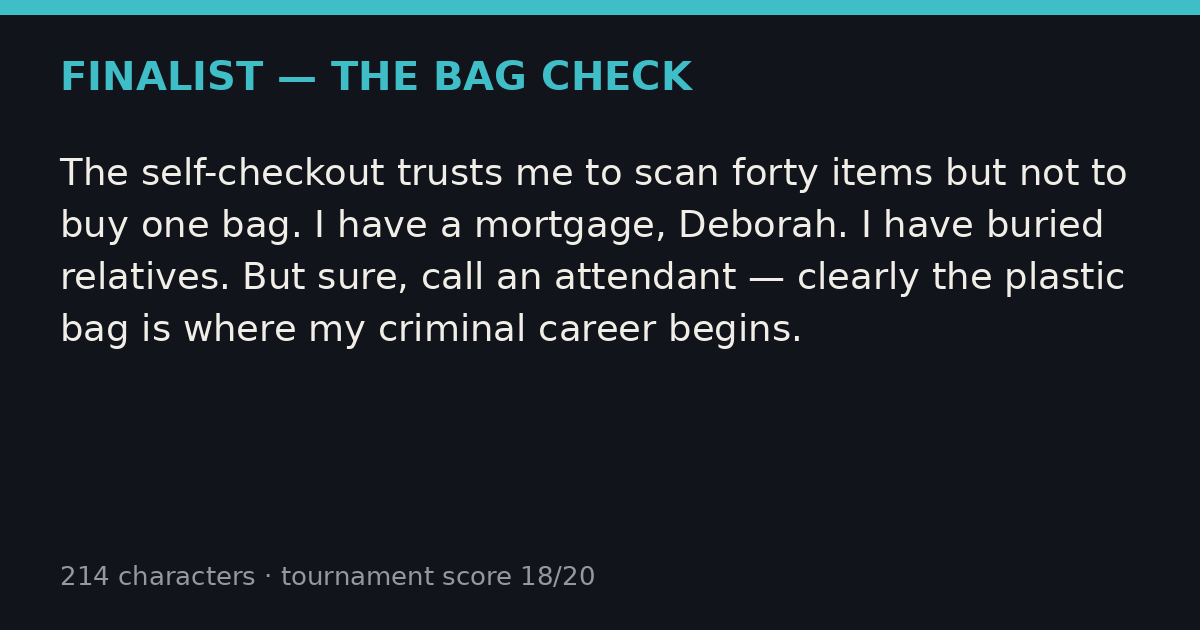 FINALIST — THE BAG CHECK
The self-checkout trusts me to scan forty items but not to
buy one bag. I have a mortgage, Deborah. I have buried
relatives. But sure, call an attendant — clearly the plastic
bag is where my criminal career begins.
214 characters · tournament score 18/20